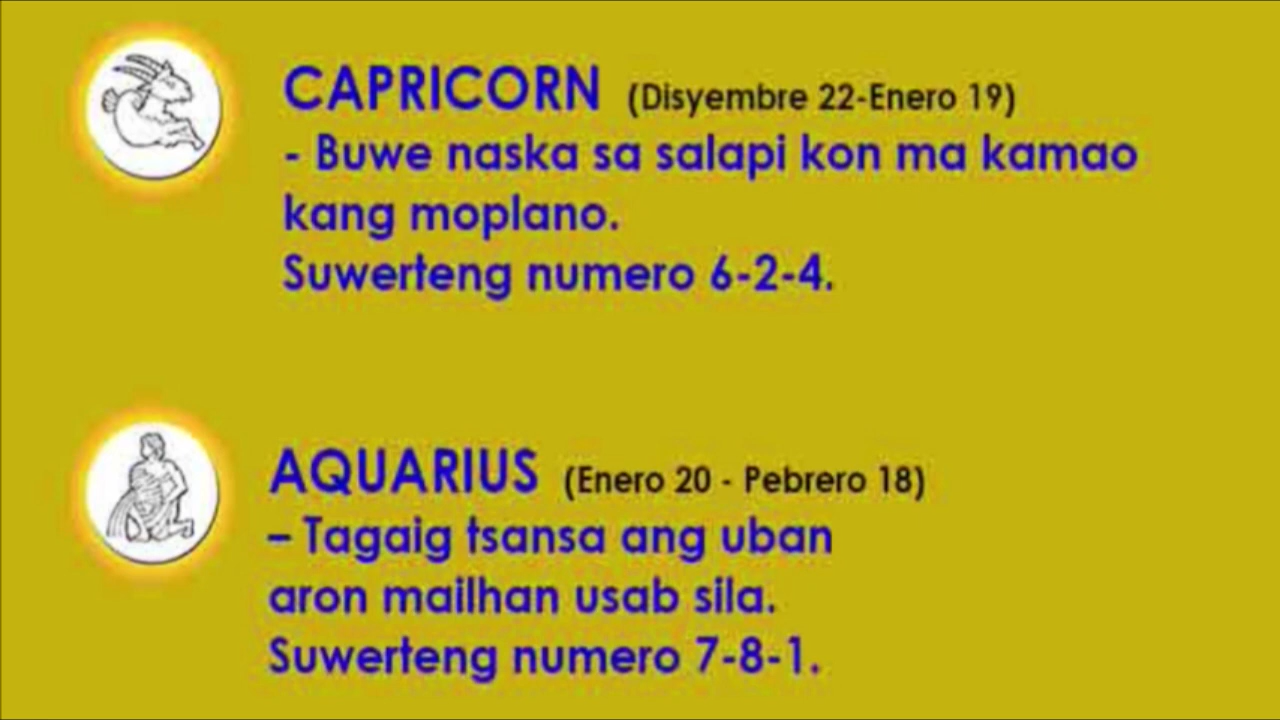 CAPRICORN (Disyembre 22-Enero 19)
- Buwe naska sa salapi kon ma kamao
kang moplano.
Suwerteng numero 6-2-4.
AQUARIUS (Enero 20 - Pebrero 18)
– Tagaig tsansa ang uban
aron mailhan usab sila.
Suwerteng numero 7-8-1.